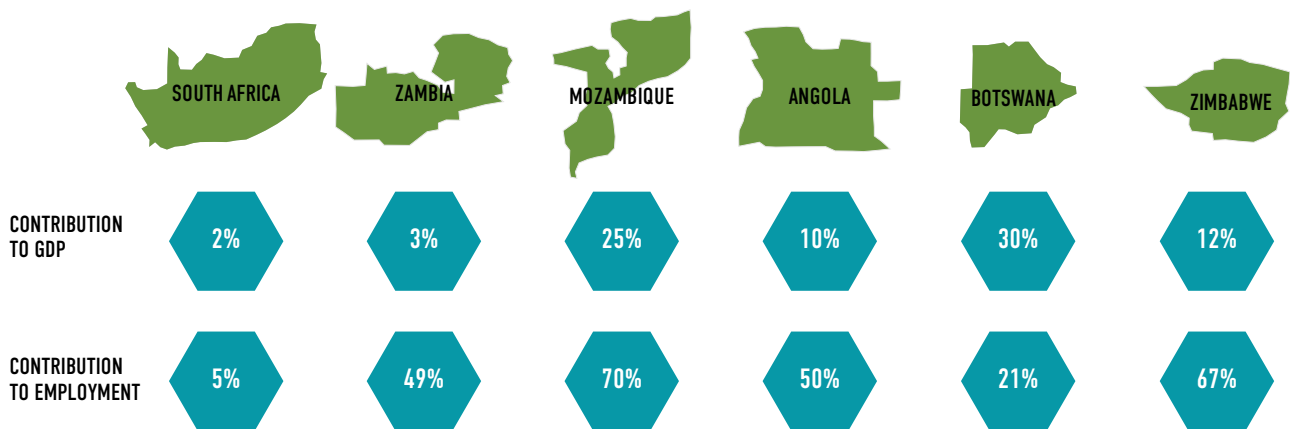 SOUTH AFRICA
ZAMBIA
MOZAMBIQUE
ANGOLA
BOTSWANA
ZIMBABWE
CONTRIBUTION
TO GDP
2%
3%
25%
10%
30%
12%
CONTRIBUTION
TO EMPLOYMENT
5%
49%
70%
50%
21%
67%